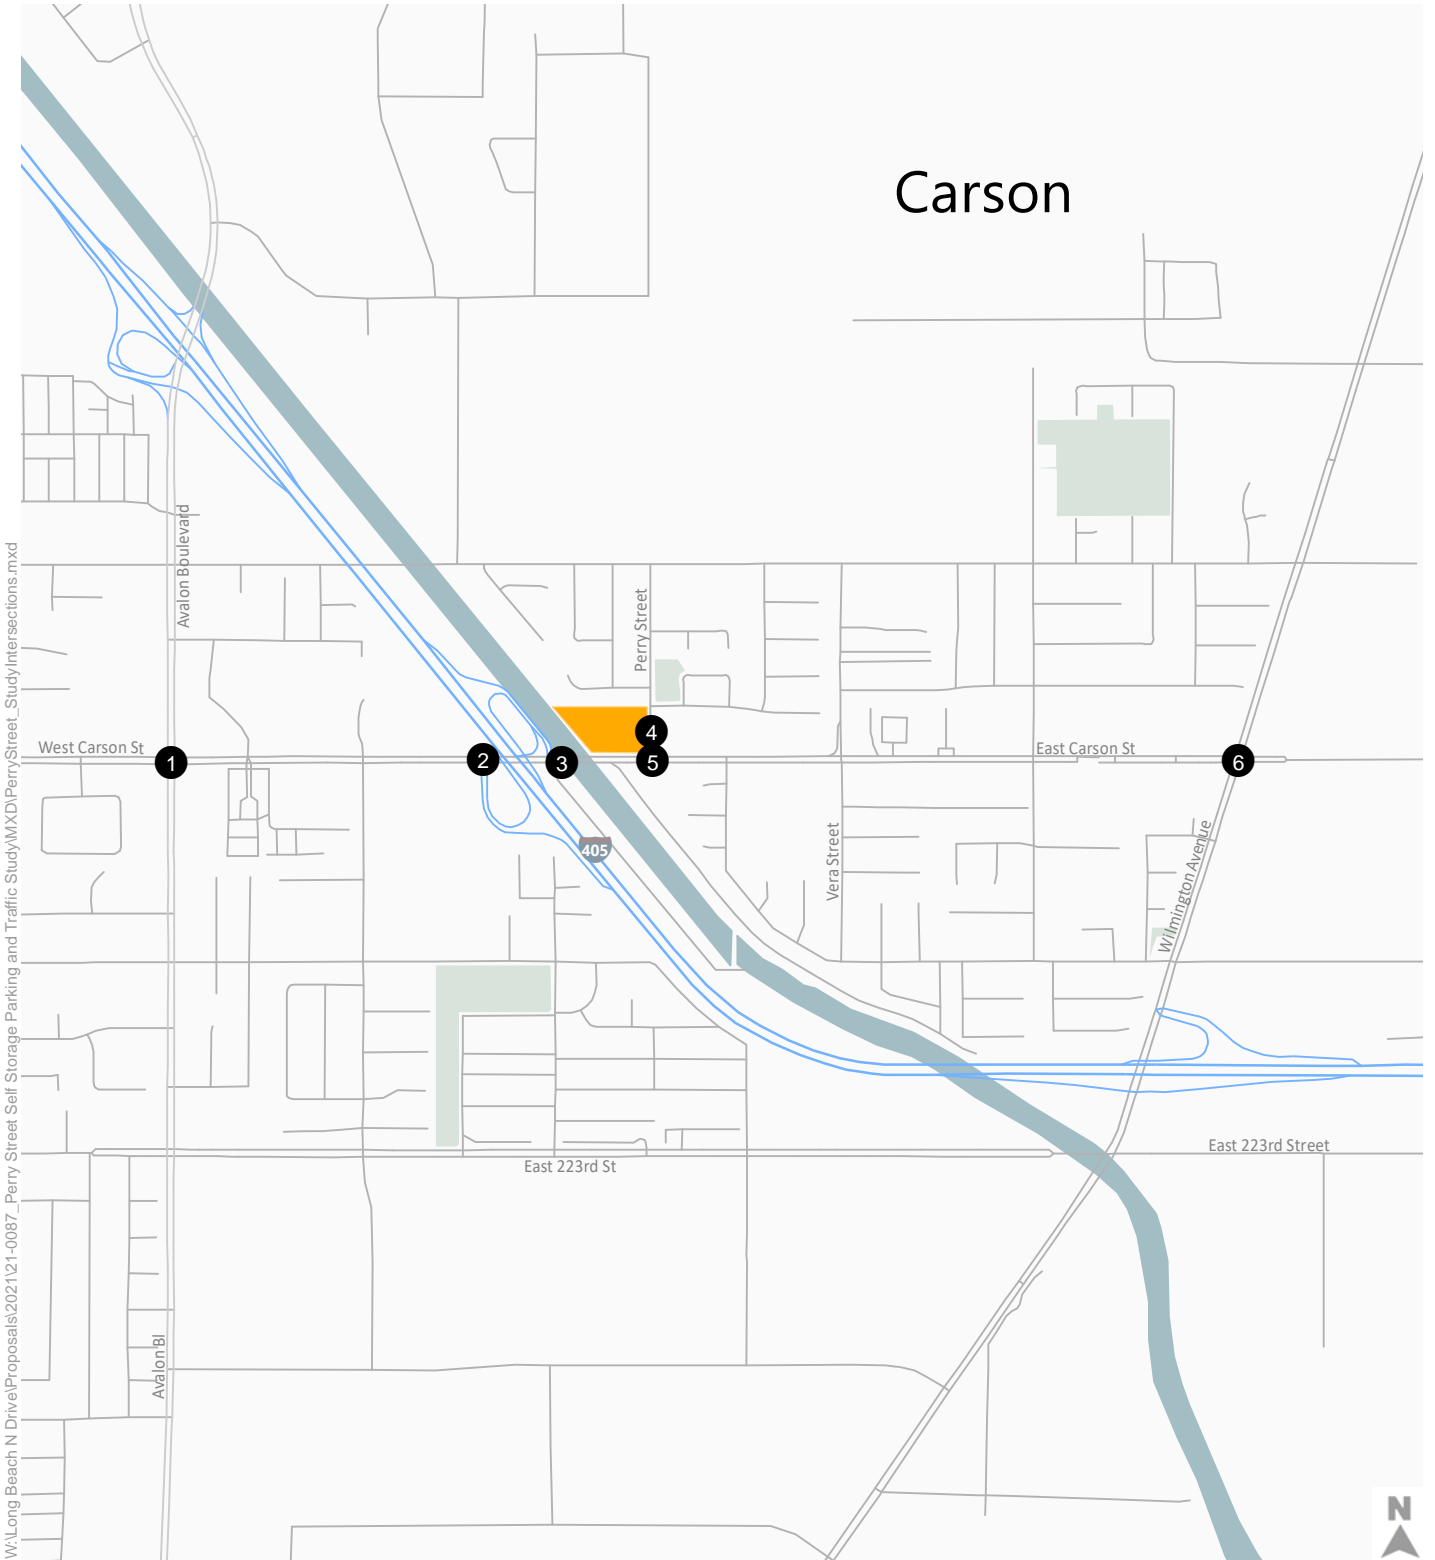 Carson
Avalon Boulevard
Perry Street
West Carson St
East Carson St
1
2
3
4
5
6
405
Vera Street
Wilmington Avenue
East 223rd St
East 223rd Street
Avalon Bl
N
W:\Long Beach N Drive\Proposals\2021\21-0087_Perry Street Self Storage Parking and Traffic Study\MXD\PerryStreet_StudyIntersections.mxd